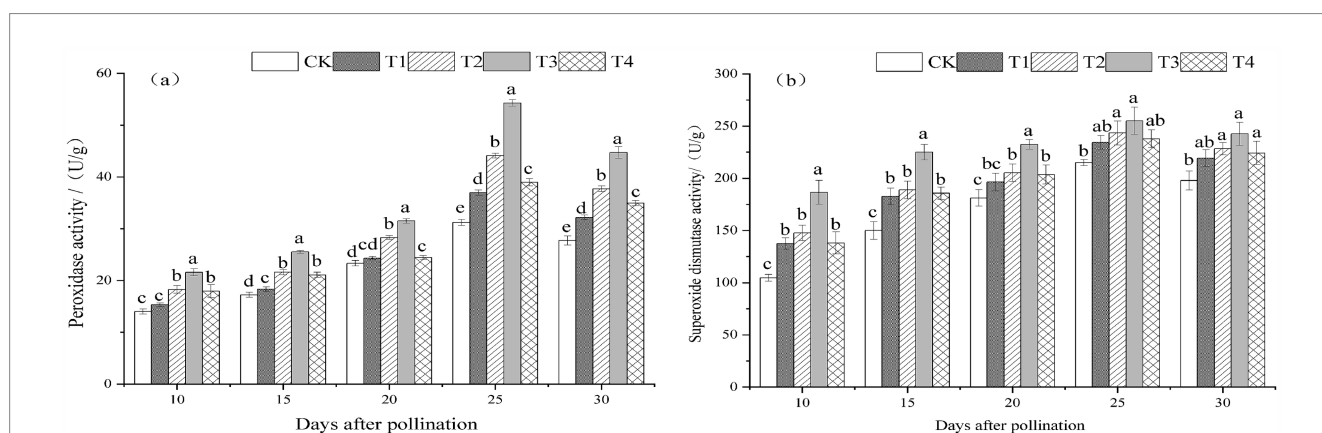 CK T1 T2 T3 T4
（a）
Peroxidase activity /（U/g)
60
40
20
0
c c b a b
d c b a b
d cd b a c
e d b a c
e d b a c
10 15 20 25 30
Days after pollination
CK T1 T2 T3 T4
（b）
Superoxide dismutase activity/（U/g)
300
250
200
150
100
50
0
c b b a b
c b b a b
c bc b a b
b ab a a ab
b ab a a a
10 15 20 25 30
Days after pollination